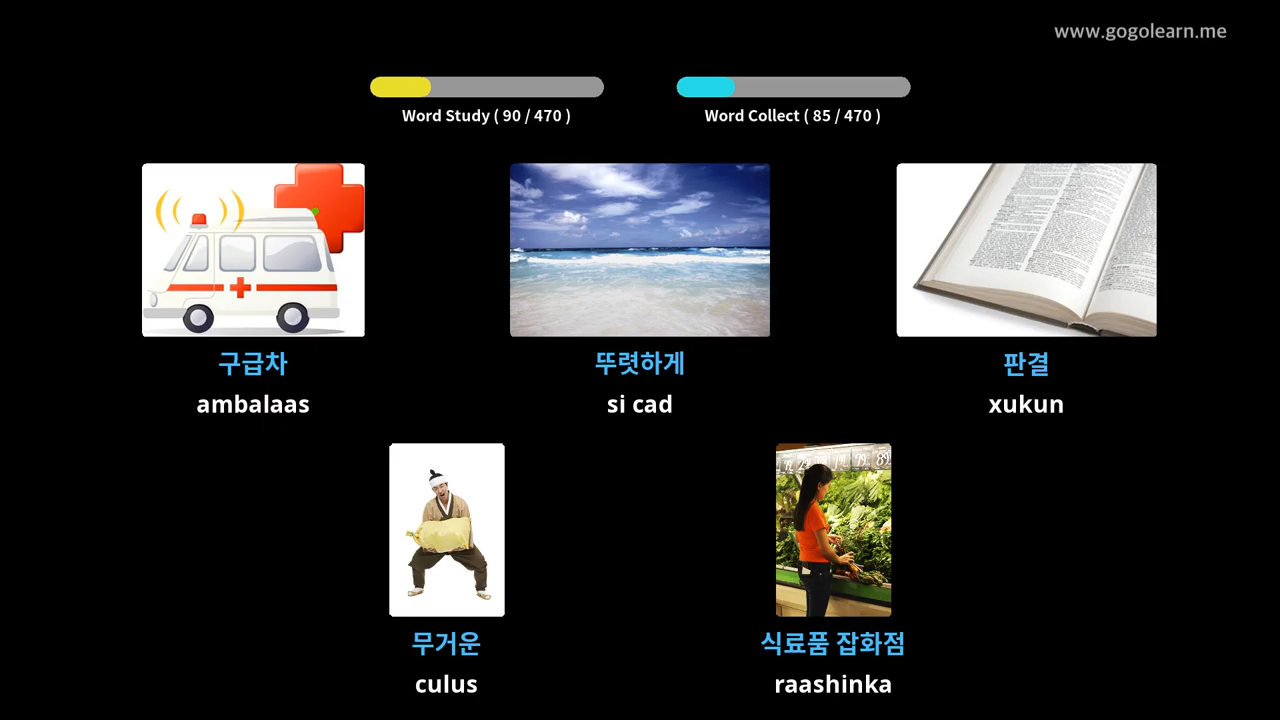 www.gogolearn.me
Word Study ( 90 / 470 )
Word Collect ( 85 / 470 )
구급차
뚜렷하게
판결
ambalaas
si cad
xukun
무거운
식료품 잡화점
culus
raashinka